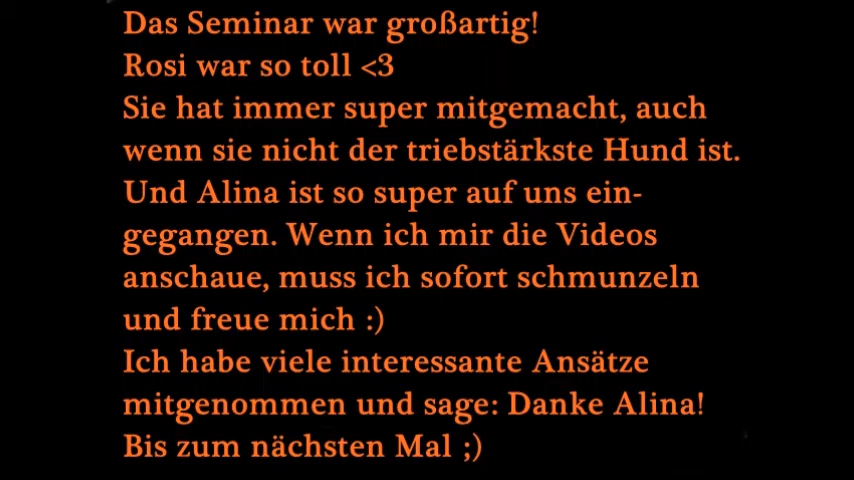 Das Seminar war großartig!
Rosi war so toll <3
Sie hat immer super mitgemacht, auch
wenn sie nicht der triebstärkste Hund ist.
Und Alina ist so super auf uns ein-
gegangen. Wenn ich mir die Videos
anschaue, muss ich sofort schmunzeln
und freue mich :)
Ich habe viele interessante Ansätze
mitgenommen und sage: Danke Alina!
Bis zum nächsten Mal ;)